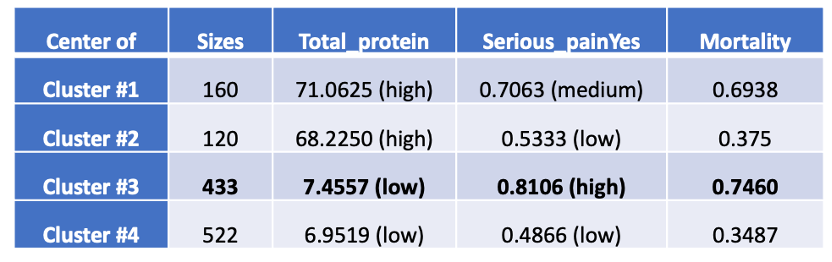 Center of Sizes Total_protein Serious_painYes Mortality
Cluster #1 160 71.0625 (high) 0.7063 (medium) 0.6938
Cluster #2 120 68.2250 (high) 0.5333 (low) 0.375
Cluster #3 433 7.4557 (low) 0.8106 (high) 0.7460
Cluster #4 522 6.9519 (low) 0.4866 (low) 0.3487